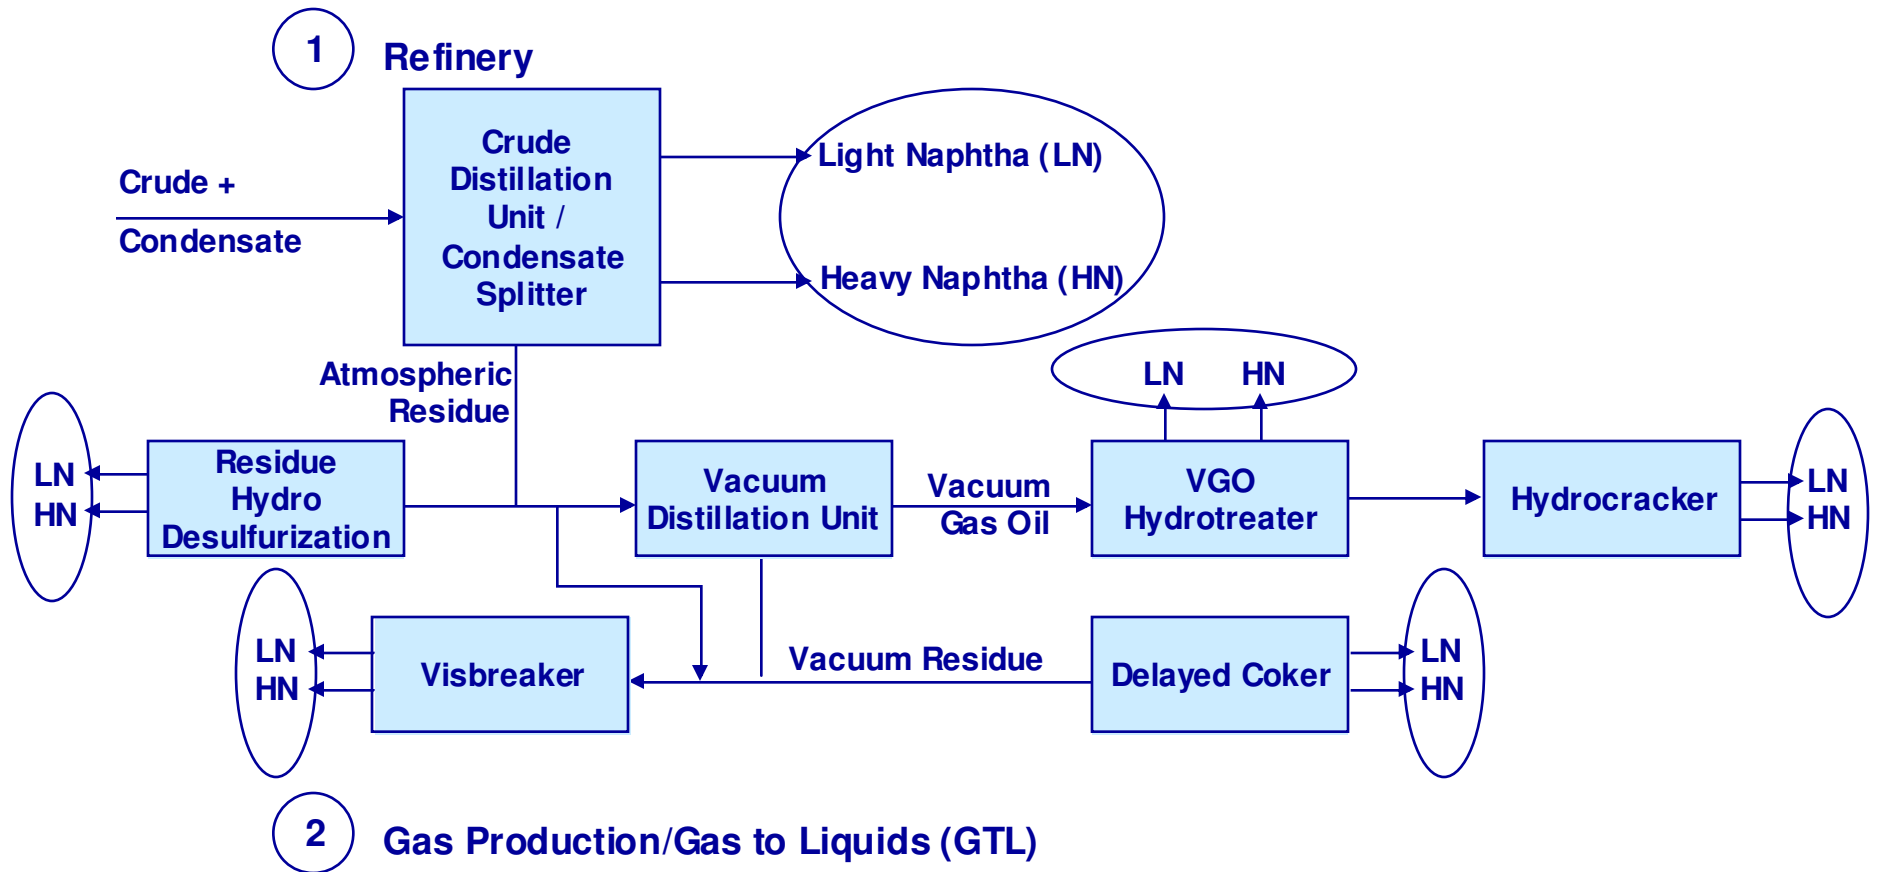 1
Refinery
Crude
Distillation
Unit /
Condensate
Splitter
Crude +
Condensate
Light Naphtha (LN)
Heavy Naphtha (HN)
Atmospheric
Residue
LN
HN
Residue
Hydro
Desulfurization
Vacuum
Distillation Unit
Vacuum
Gas Oil
LN HN
VGO
Hydrotreater
Hydrocracker
LN
HN
LN
HN
Visbreaker
Vacuum Residue
Delayed Coker
LN
HN
2
Gas Production/Gas to Liquids (GTL)